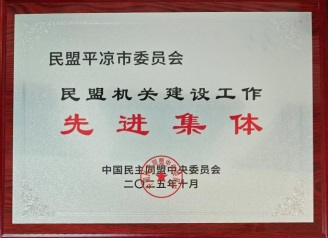 民盟平凉市委员会
民盟机关建设工作
先进集体
中国民主同盟中央委员会
二〇二五年十月